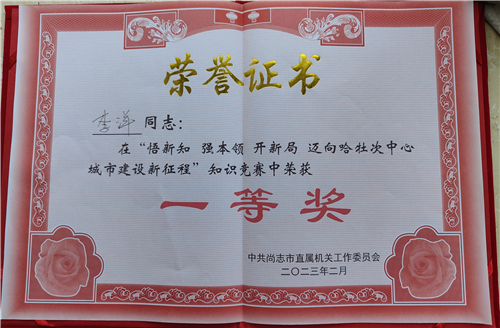 荣誉证书
李洋 同志：
在“悟新知 强本领 开新局 迈向哈牡次中心
城市建设新征程”知识竞赛中荣获
一等奖
中共尚志市直属机关工作委员会
二〇二三年二月